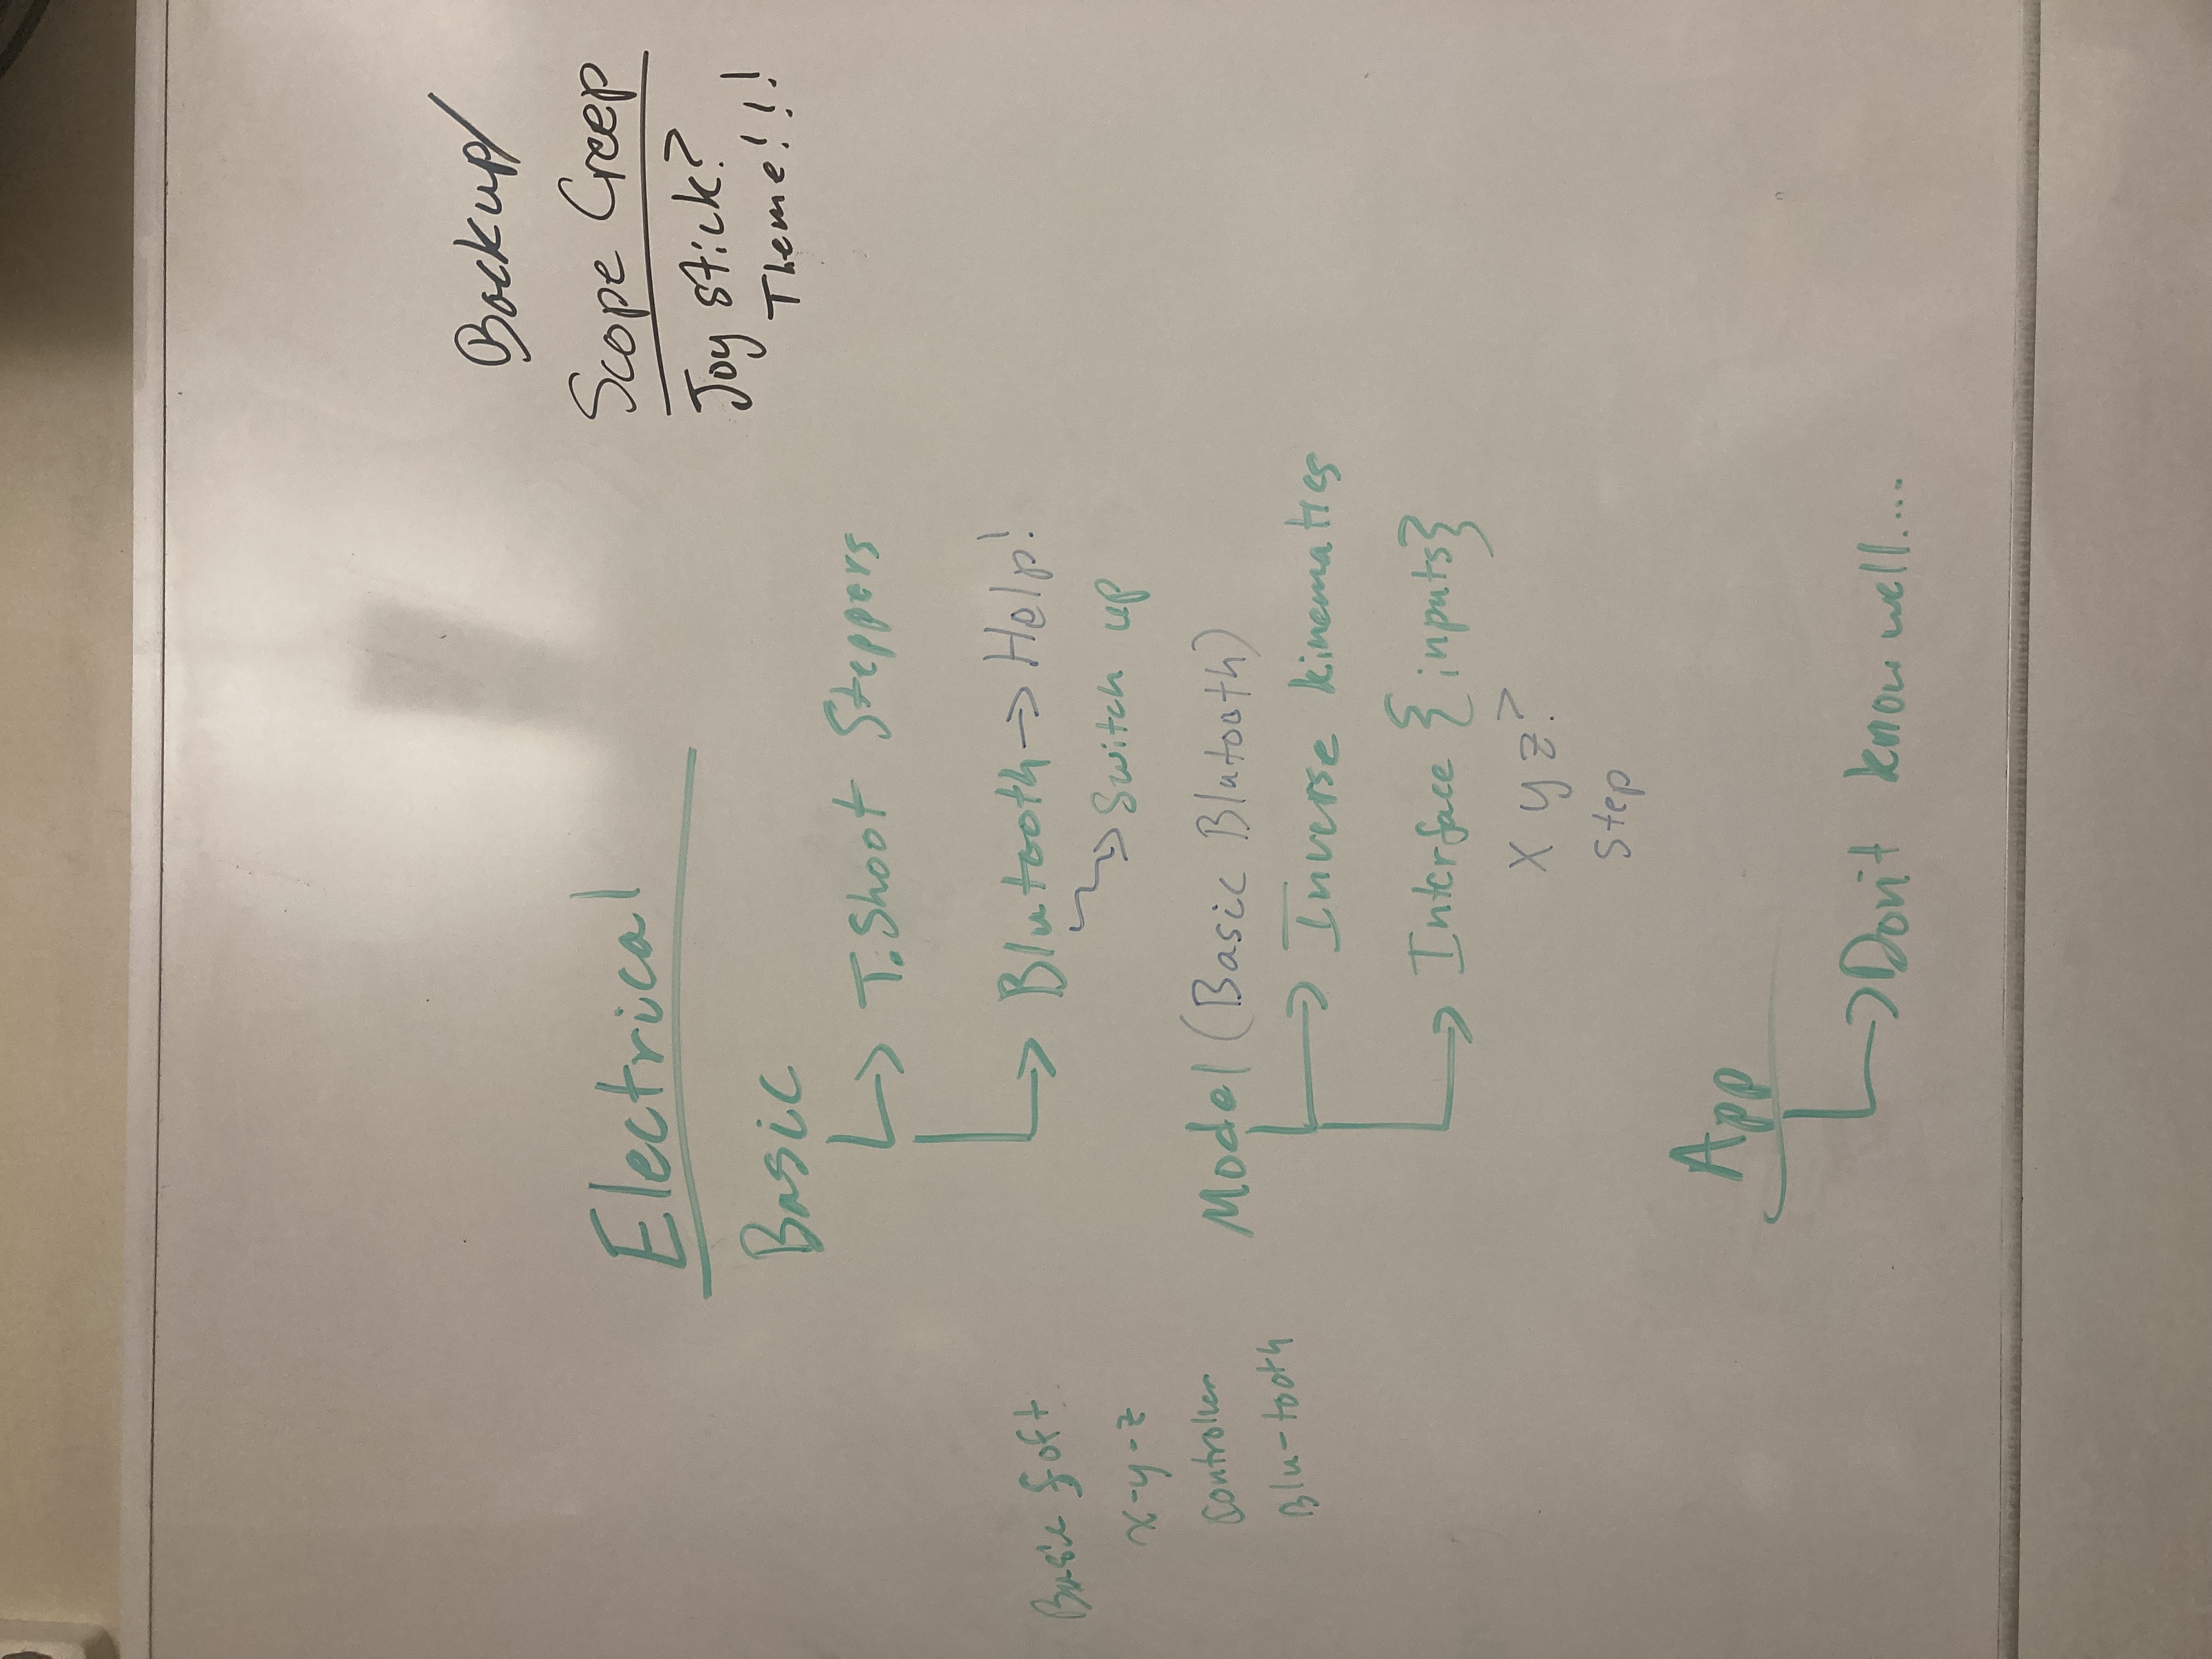 Backup/
Scope Creep
Joy stick?
Theme!!!
Electrical
Basic
T.Shoot Steppers
Blutooth → Help!
Switch up
Basic Soft
x-y-z
Controller
Blu-tooth
Model (Basic Blutooth)
Inverse kinematics
Interface {inputs}
X y z?
Step
App
Don't know well....